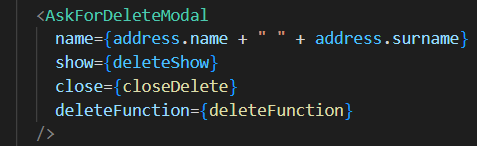 <AskForDeleteModal
name={address.name + " " + address.surname}
show={deleteShow}
close={closeDelete}
deleteFunction={deleteFunction}
/>